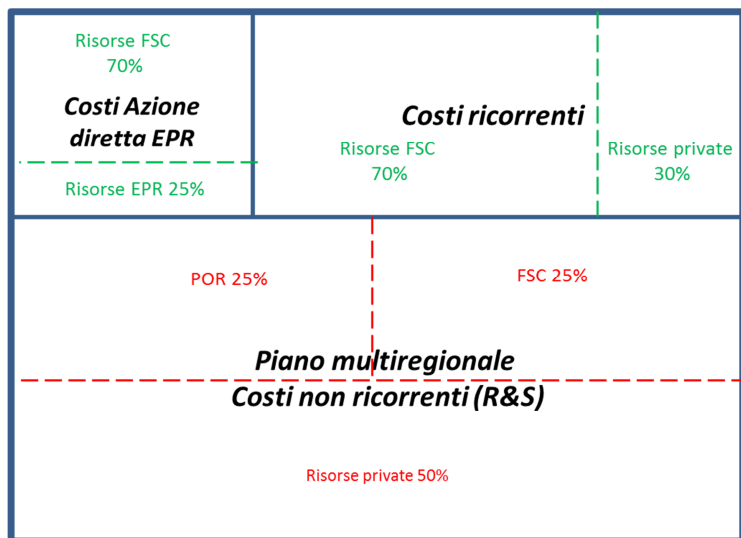 Risorse FSC
70%
Costi Azione
diretta EPR
Risorse EPR 25%
Costi ricorrenti
Risorse FSC
70%
Risorse private
30%
POR 25%
FSC 25%
Piano multiregionale
Costi non ricorrenti (R&S)
Risorse private 50%